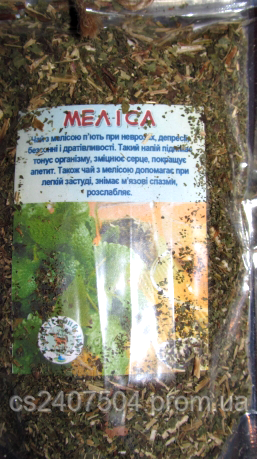 МЕЛІСА
Чай з мелісою п'ють при неврозах, депресії,
безсонні і дратівливості. Такий напій підвищує
тонус організму, зміцнює серце, покращує
апетит. Також чай з мелісою допомагає при
легкій застуді, знімає м'язові спазми,
розслабляє.
cs2407504.prom.ua